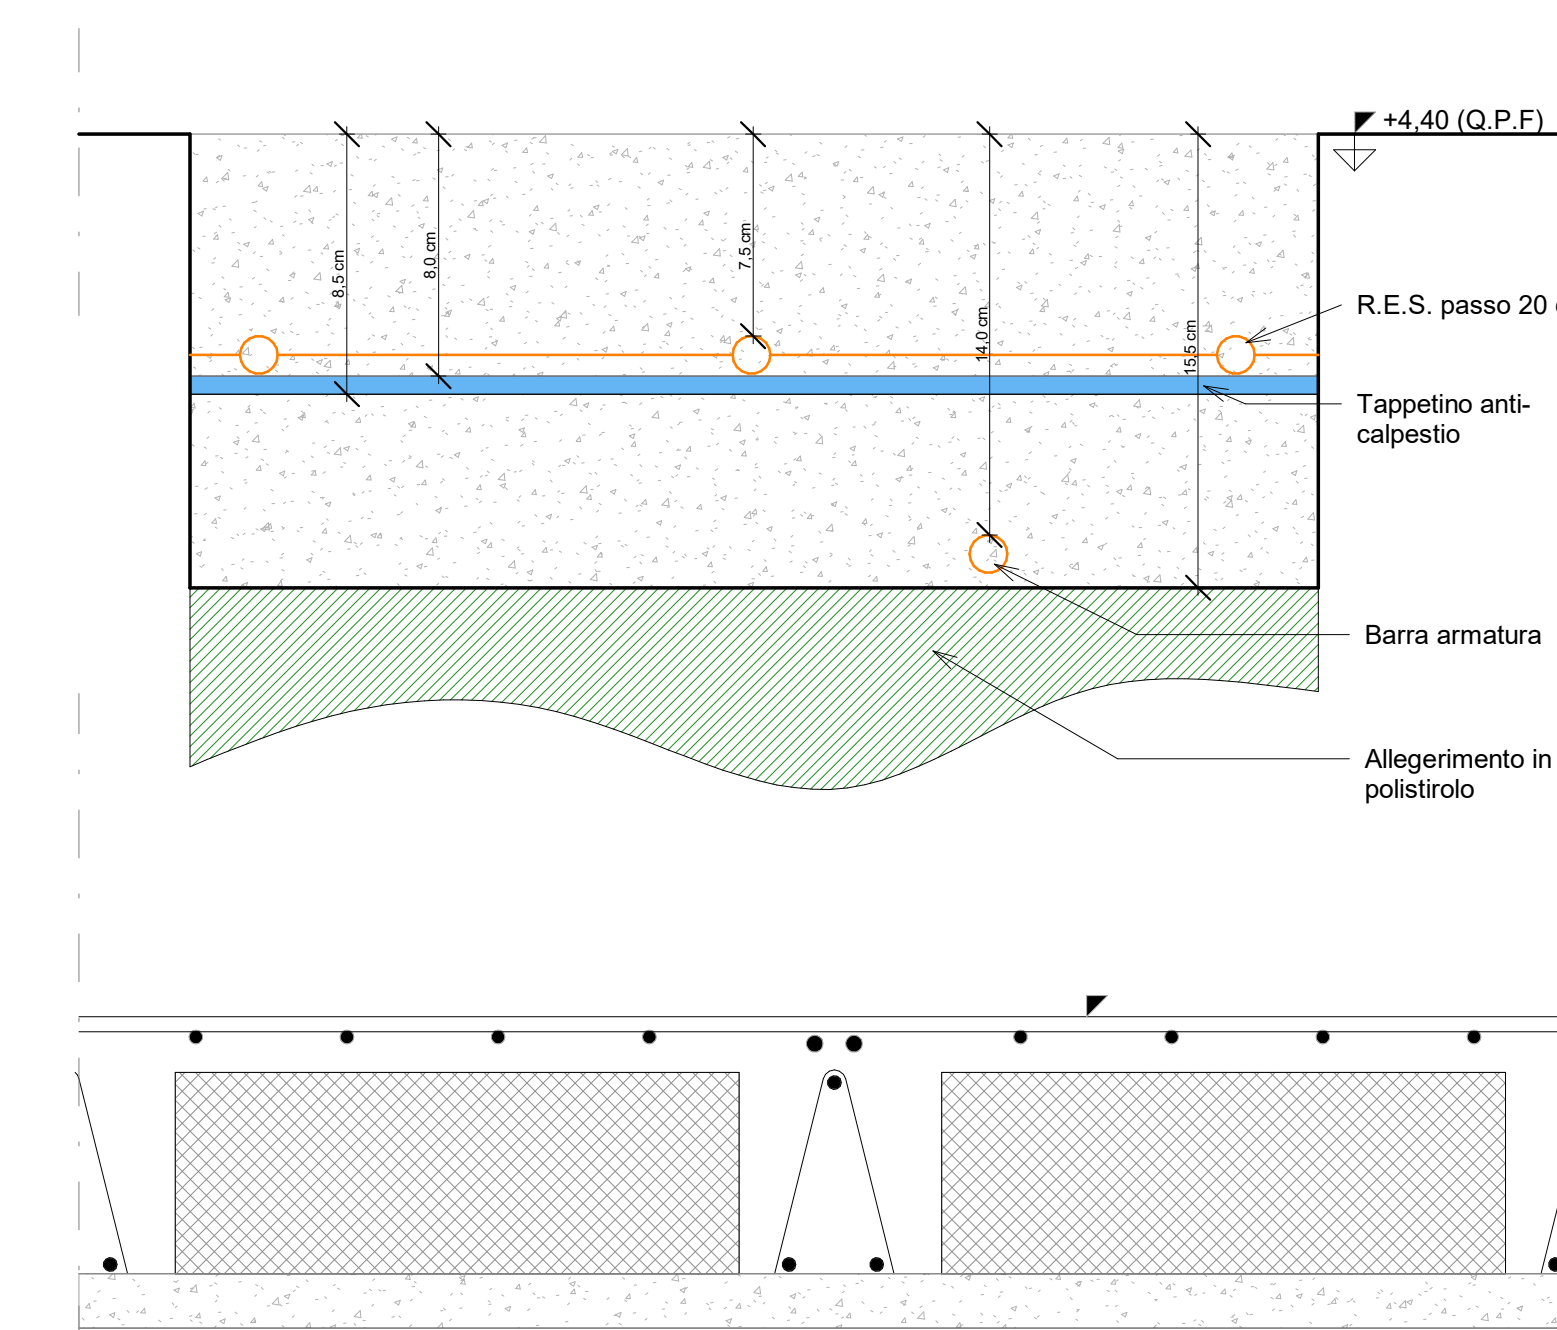 +4,40 (Q.P.F)
8,5 cm
8,0 cm
7,5 cm
14,0 cm
15,5 cm
R.E.S. passo 20
Tappetino anti-
calpestio
Barra armatura
Allegerimento in
polistirolo